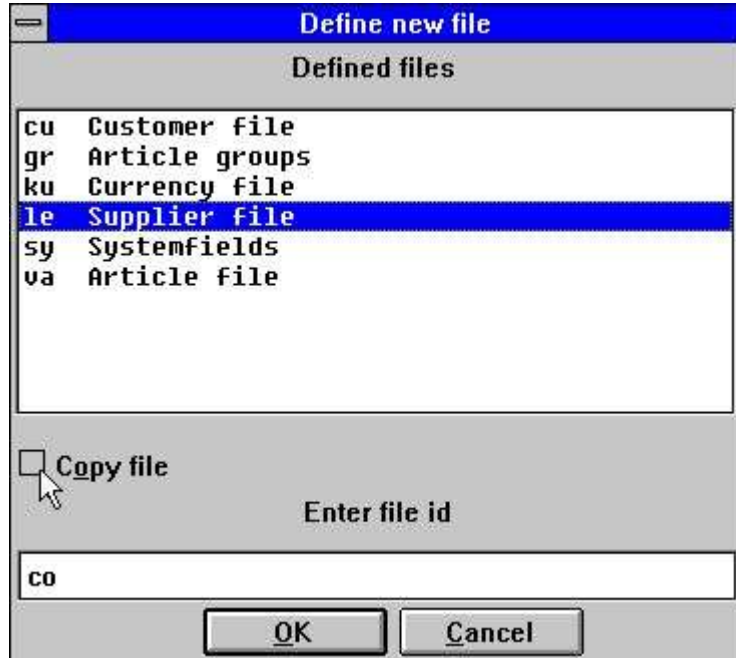 Define new file
Defined files
cu Customer file
gr Article groups
ku Currency file
le Supplier file
sy Systemfields
va Article file
Copy file
Enter file id
co
OK Cancel